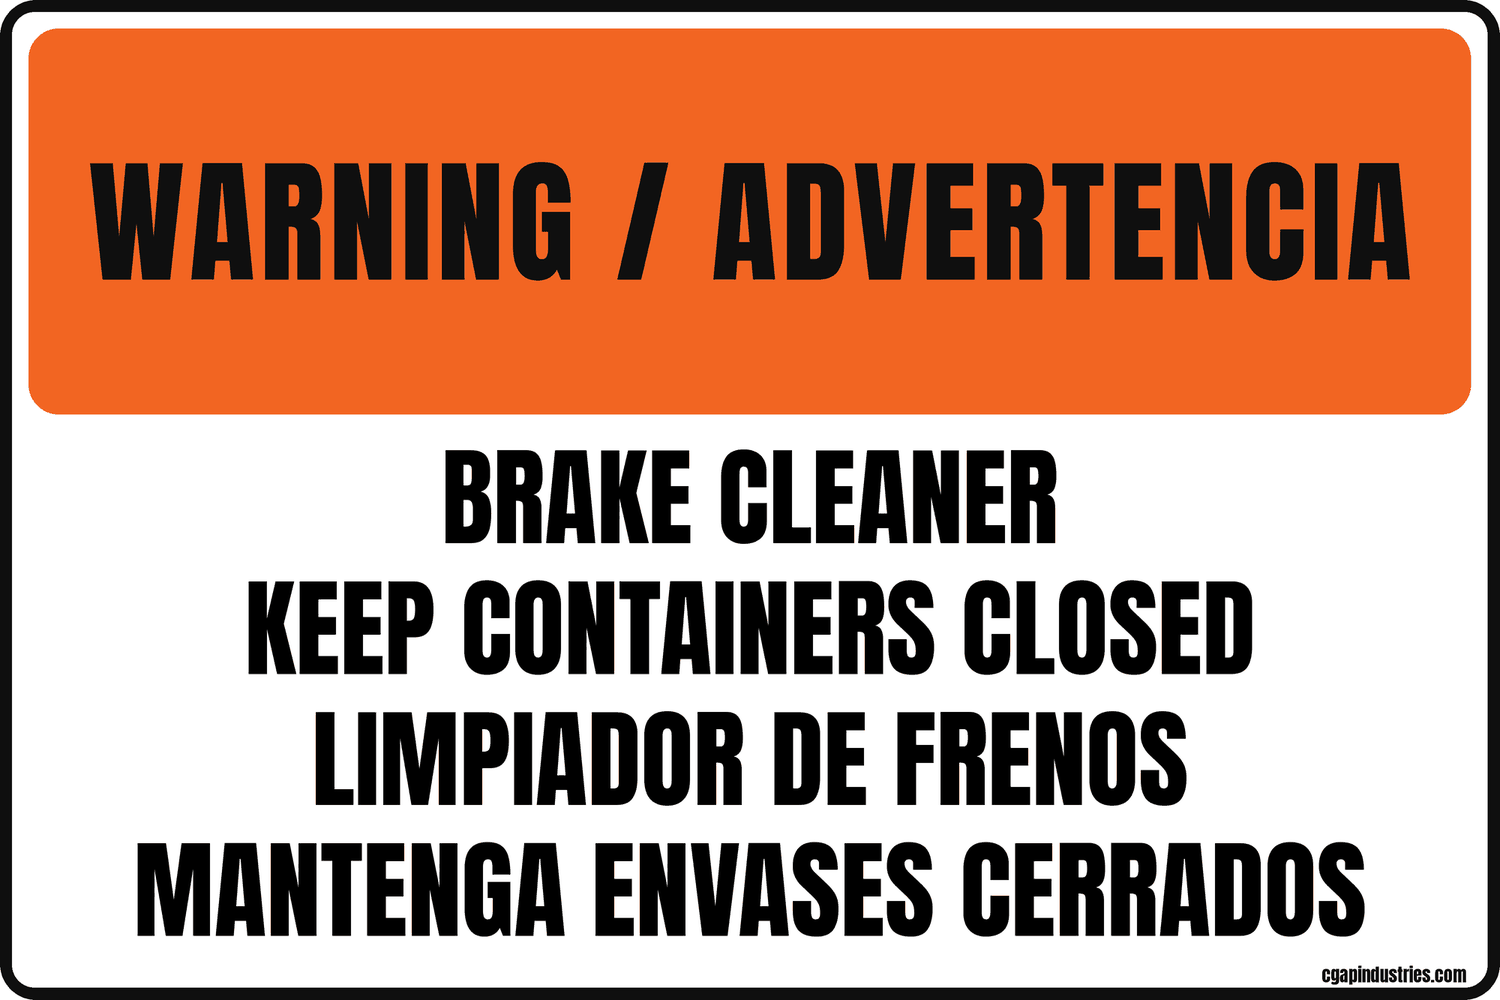 WARNING / ADVERTENCIA
BRAKE CLEANER
KEEP CONTAINERS CLOSED
LIMPIADOR DE FRENOS
MANTENGA ENVASES CERRADOS
cgapindustries.com